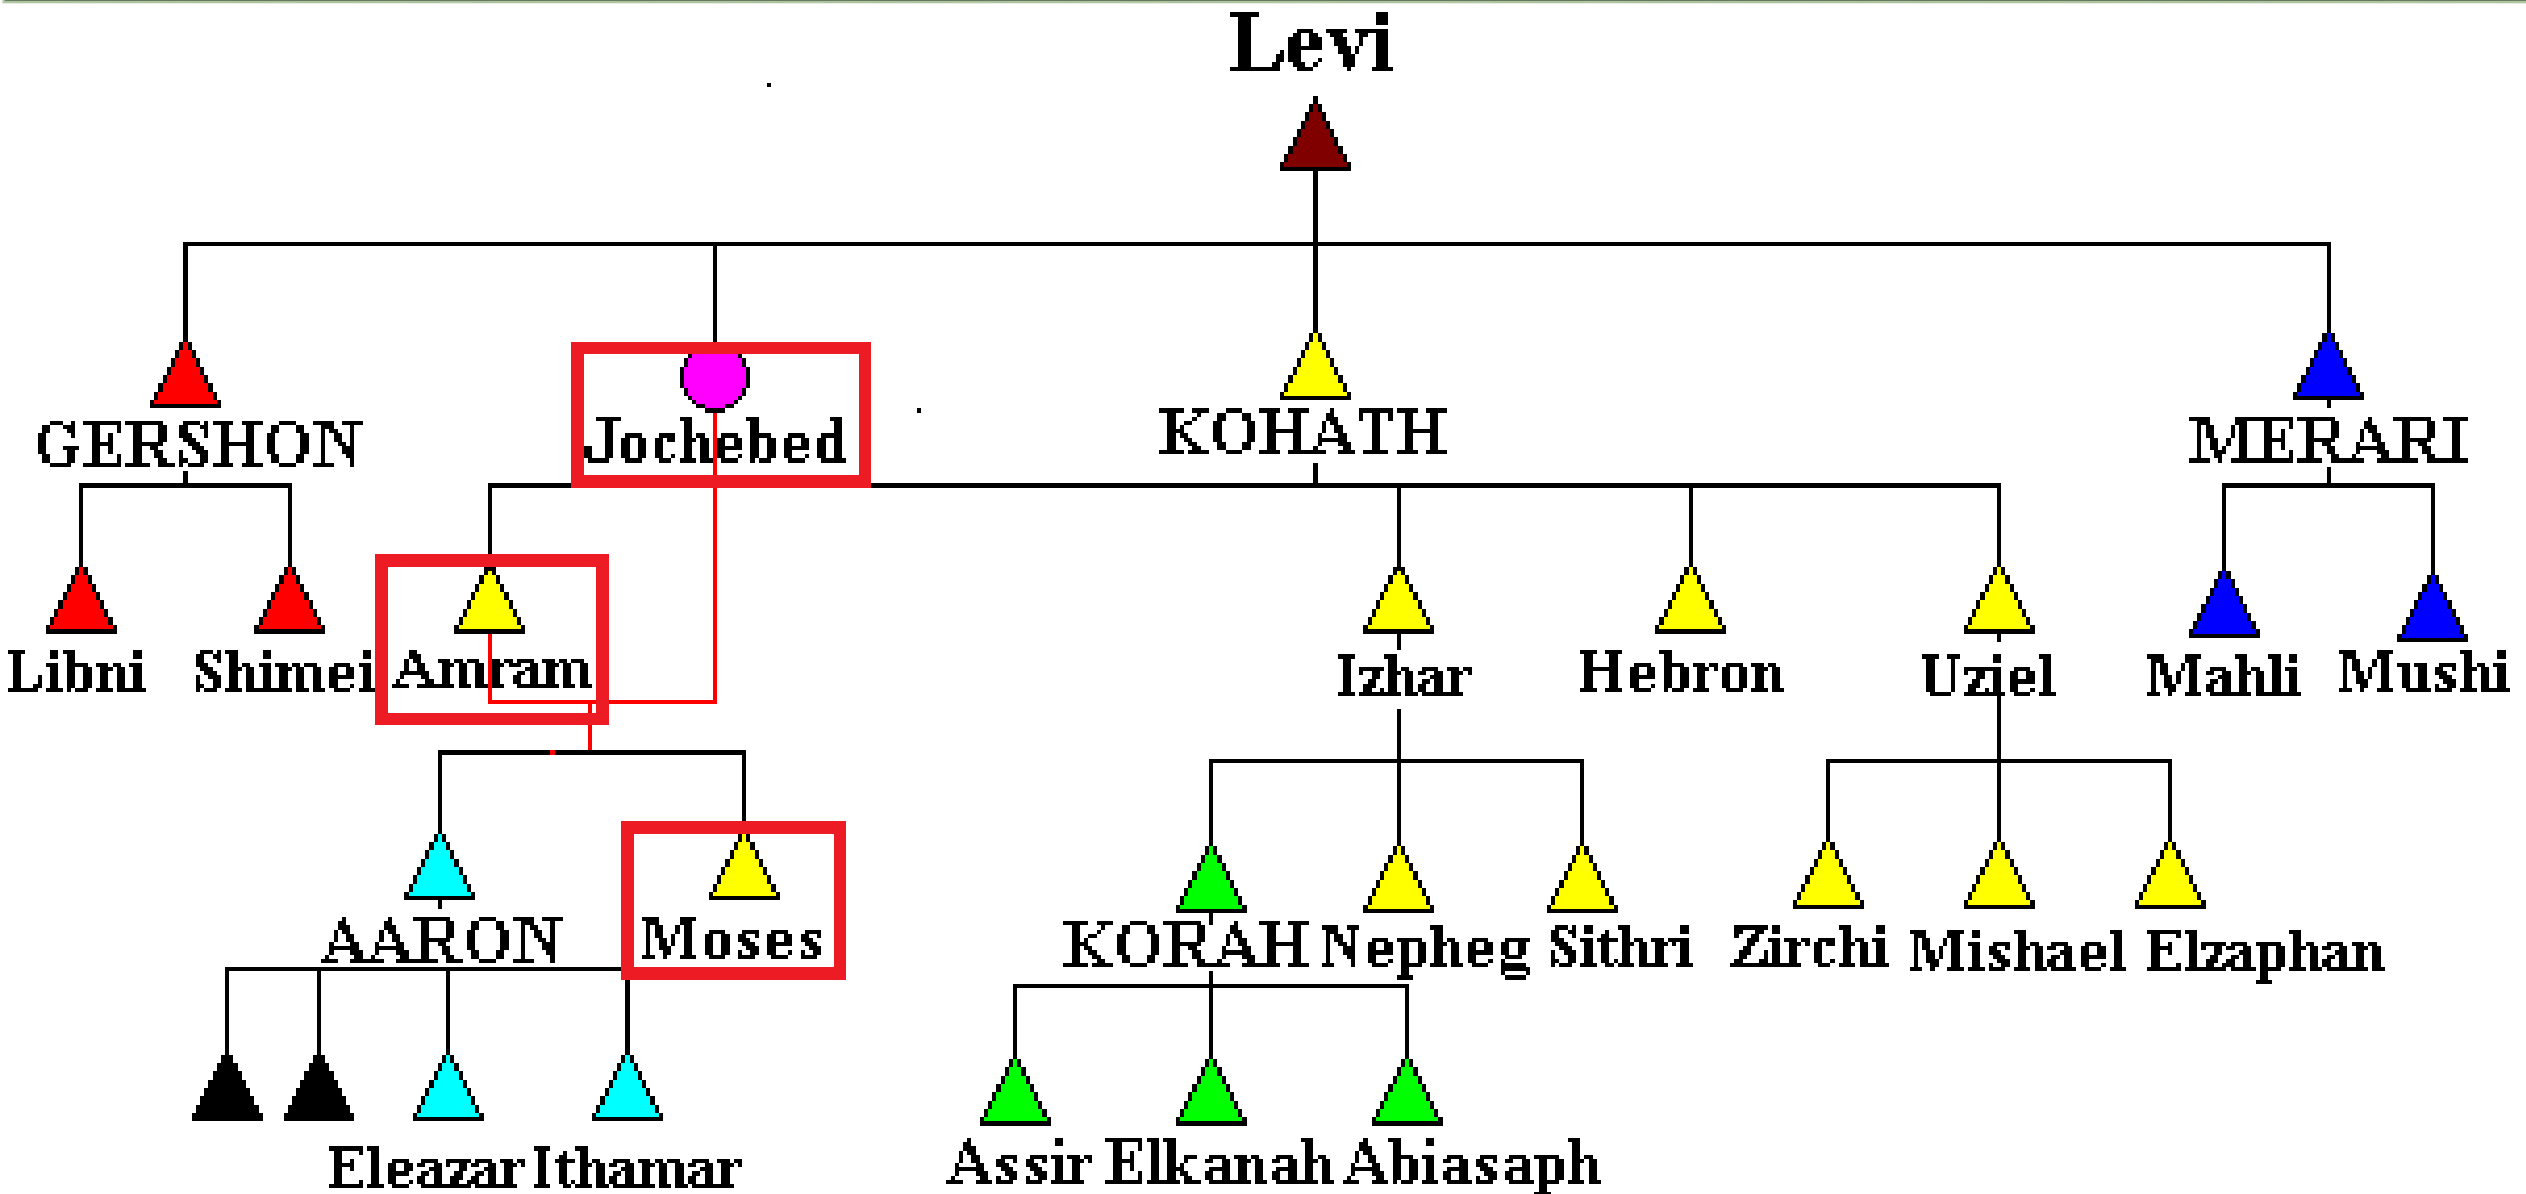 Levi
GERSHON Jochebed KOHATH MERARI
Libni Shimei Amram Izhar Hebron Uziel Mahli Mushi
AARON Moses KORAH Nepheg Sithri Zirchi Mishael Elzaphan
Eleazar Ithamar Assir Elkanah Abiasaph